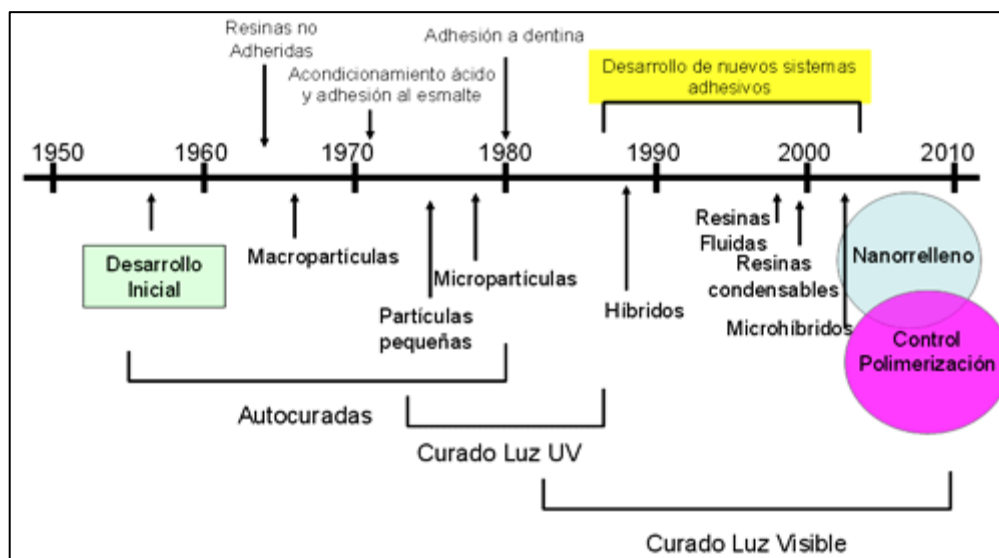 Resinas no
Adheridas
Acondicionamiento ácido
y adhesión al esmalte
Adhesión a dentina
Desarrollo de nuevos sistemas
adhesivos
1950 1960 1970 1980 1990 2000 2010
Desarrollo
Inicial
Macropartículas
Partículas
pequeñas
Micropartículas
Híbridos
Resinas
Fluidas
Resinas
condensables
Microhíbridos
Nanorrelleno
Control
Polimerización
Autocuradas
Curado Luz UV
Curado Luz Visible